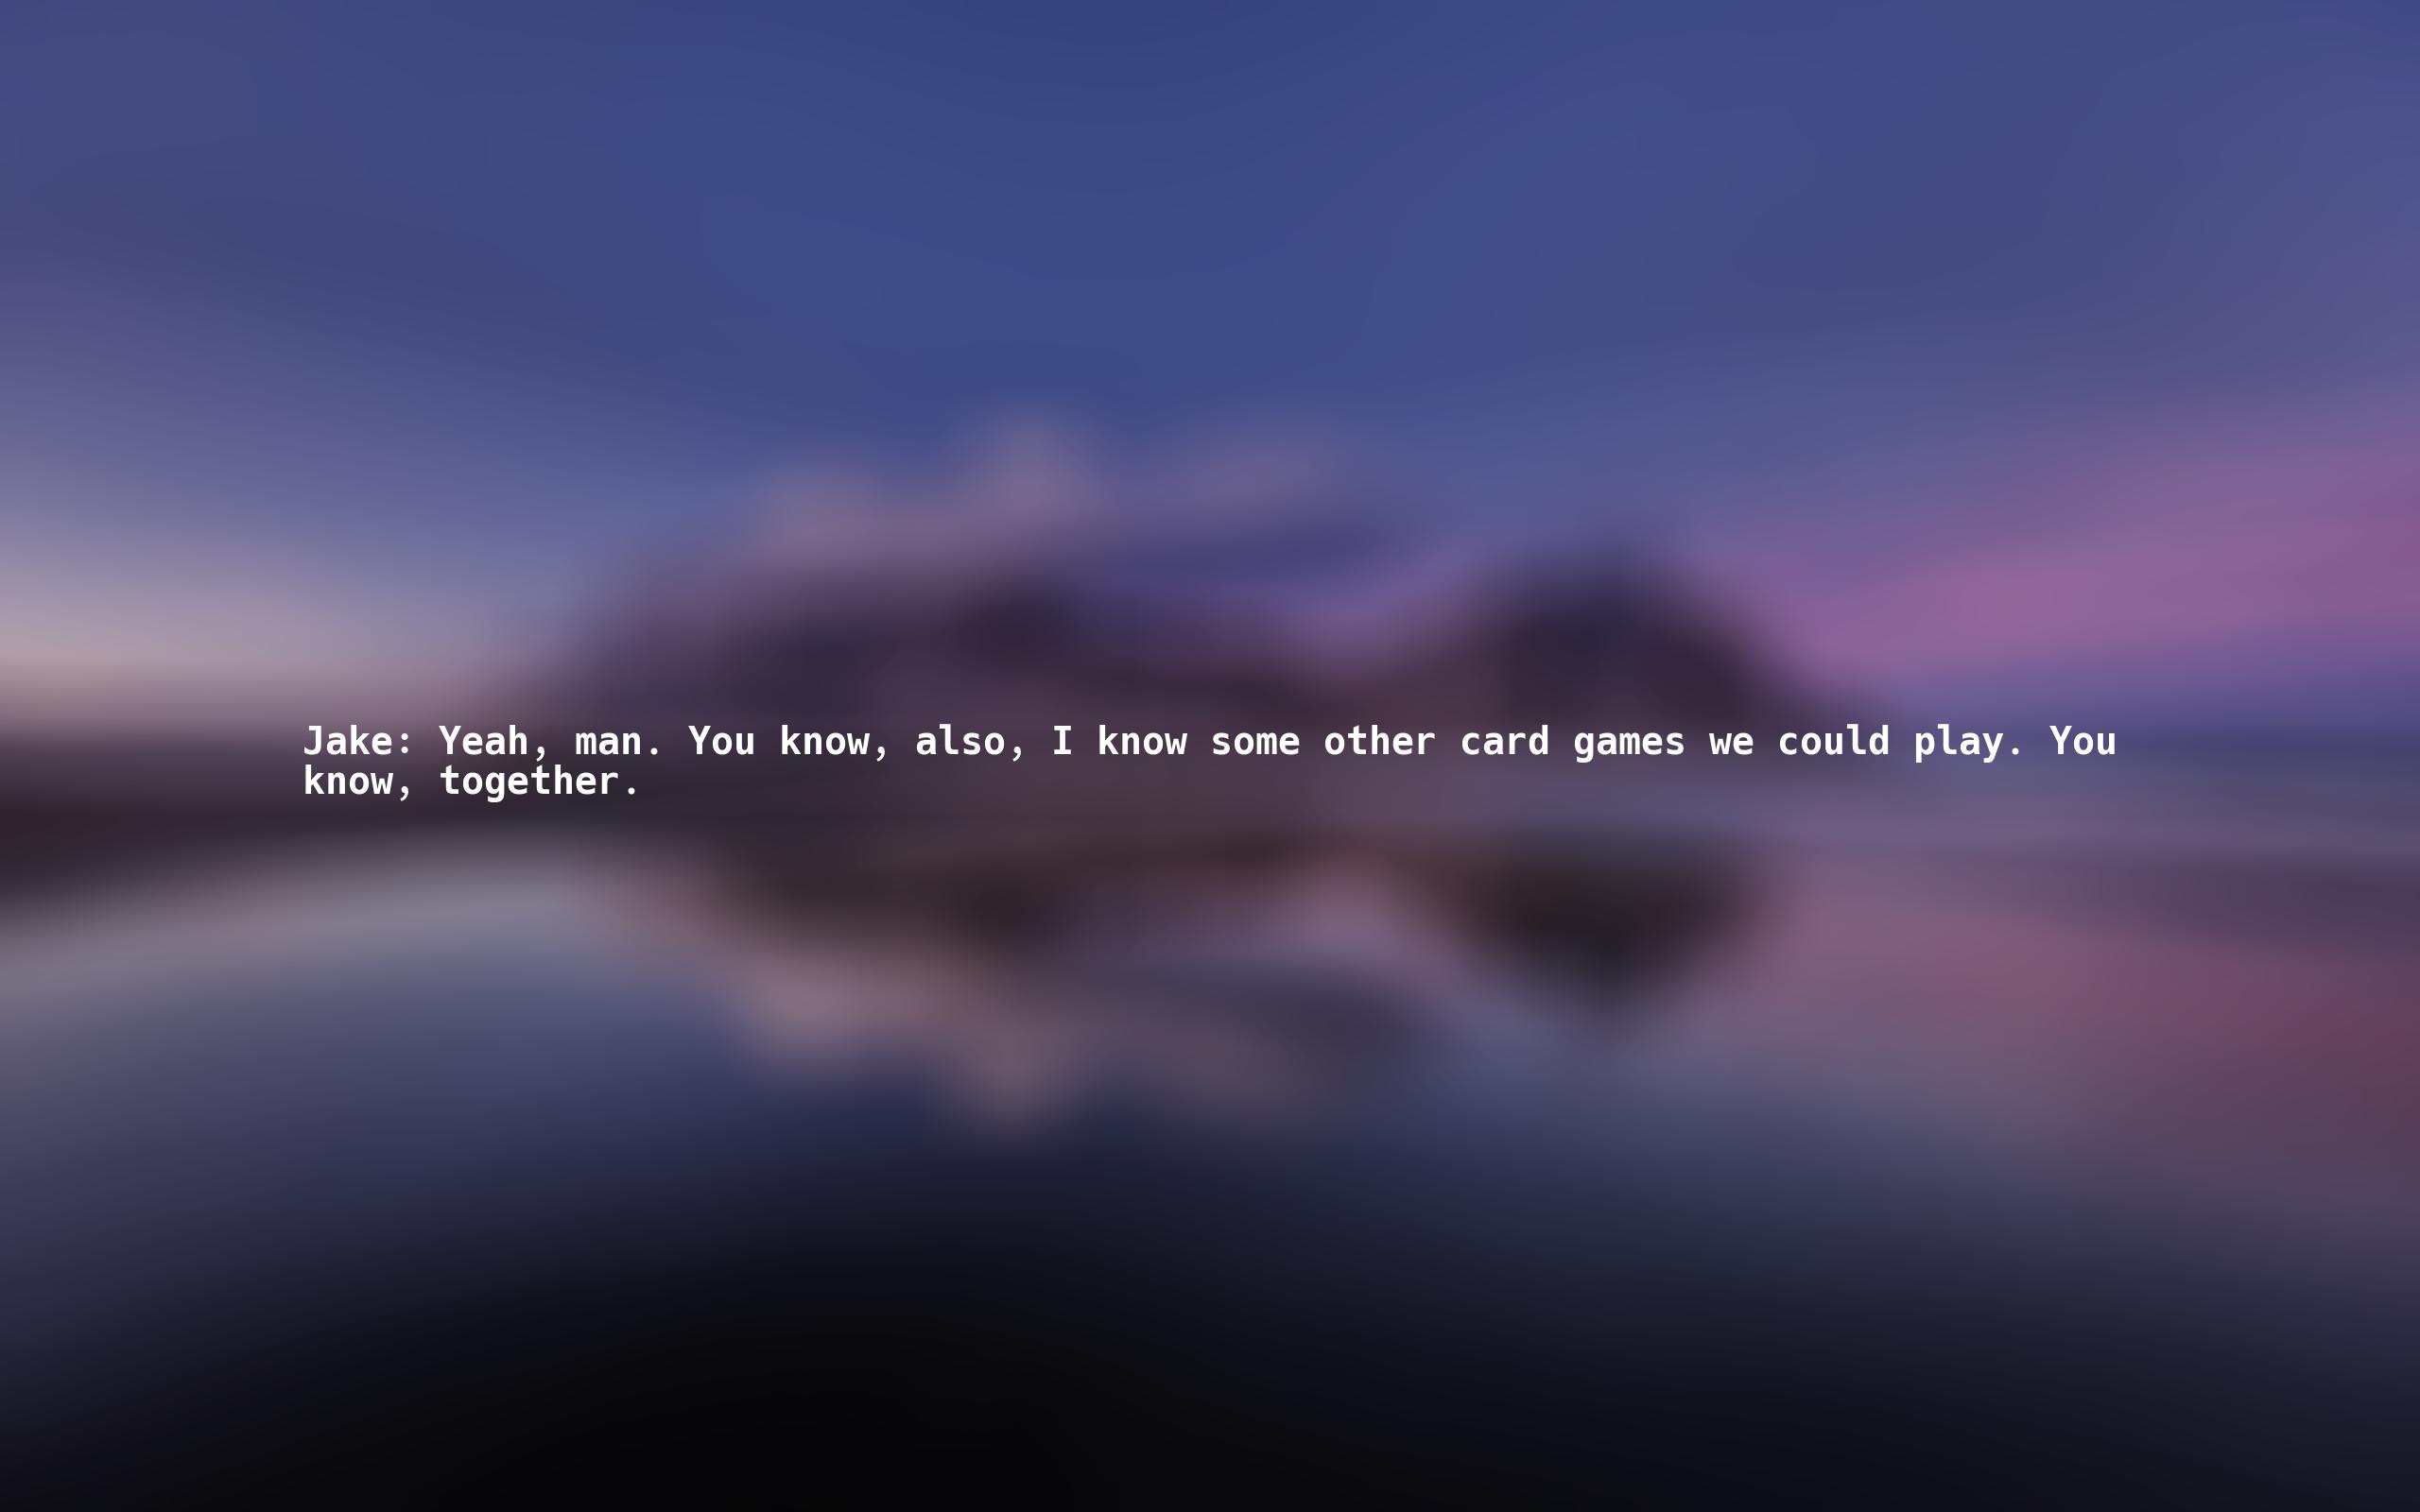 Jake: Yeah, man. You know, also, I know some other card games we could play. You
know, together.